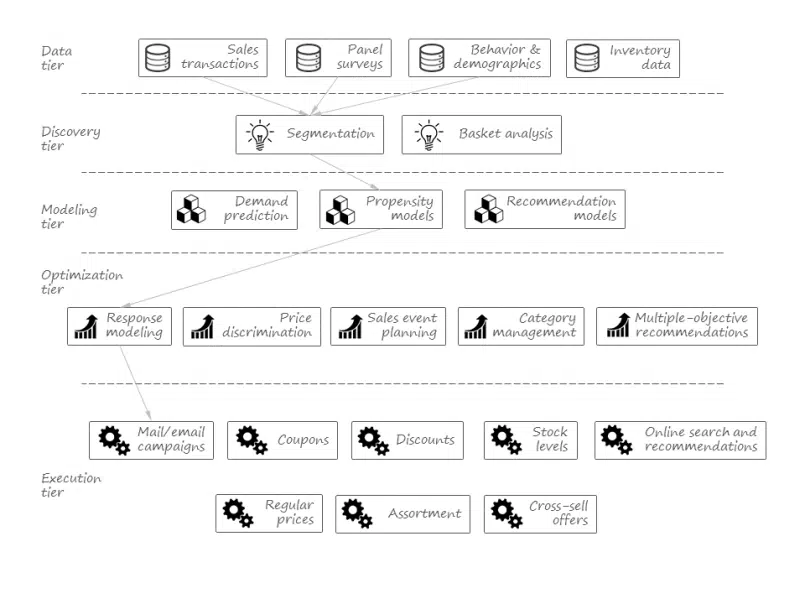 Data
tier
Sales
transactions
Panel
surveys
Behavior &
demographics
Inventory
data
Discovery
tier
Segmentation
Basket analysis
Modeling
tier
Demand
prediction
Propensity
models
Recommendation
models
Optimization
tier
Response
modeling
Price
discrimination
Sales event
planning
Category
management
Multiple-objective
recommendations
Mail/email
campaigns
Coupons
Discounts
Stock
levels
Online search and
recommendations
Execution
tier
Regular
prices
Assortment
Cross-sell
offers